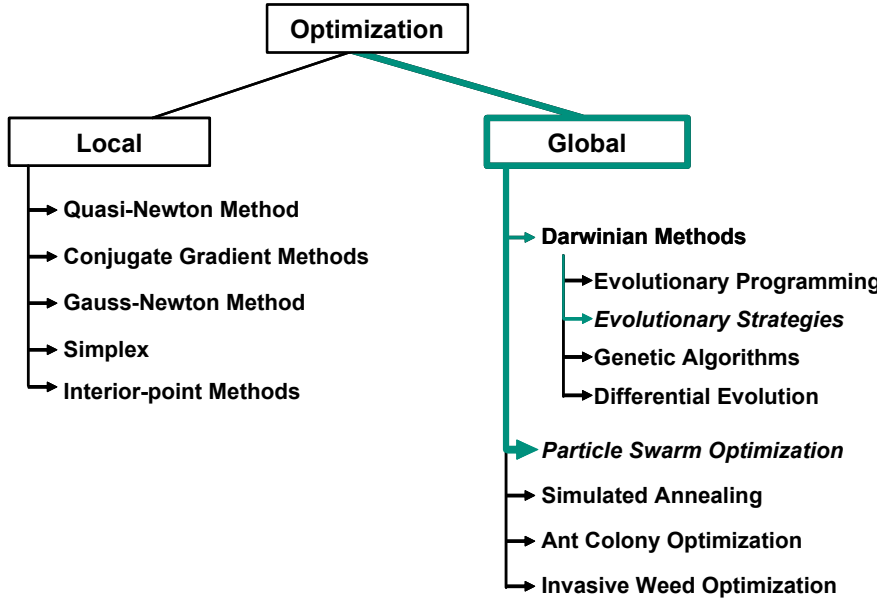 Optimization
Local
Quasi-Newton Method
Conjugate Gradient Methods
Gauss-Newton Method
Simplex
Interior-point Methods
Global
Darwinian Methods
Evolutionary Programming
Evolutionary Strategies
Genetic Algorithms
Differential Evolution
Particle Swarm Optimization
Simulated Annealing
Ant Colony Optimization
Invasive Weed Optimization